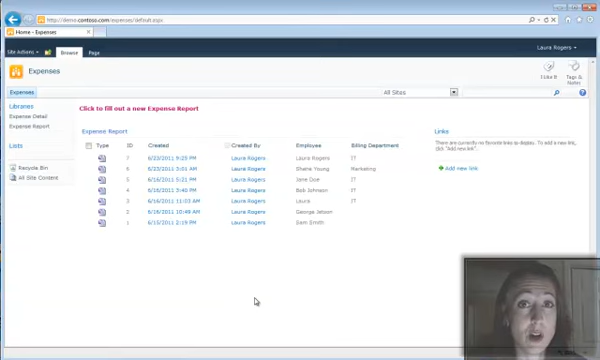 http://demo.contoso.com/expenses/default.aspx
Home - Expenses
Site Actions
Browse
Page
Laura Rogers
Expenses
I Like It
Tags & Notes
Expenses
All Sites
Libraries
Expense Detail
Expense Report
Lists
Recycle Bin
All Site Content
Click to fill out a new Expense Report
Expense Report
Type ID Created Created By Employee Billing Department
7 6/23/2011 9:25 PM Laura Rogers Laura Rogers IT
6 6/23/2011 3:01 AM Laura Rogers Shane Young Marketing
5 6/16/2011 5:21 PM Laura Rogers Jane Doe IT
4 6/16/2011 3:40 PM Laura Rogers Bob Johnson IT
3 6/16/2011 11:03 AM Laura Rogers Laura IT
2 6/16/2011 10:49 AM Laura Rogers George Jetson
1 6/15/2011 2:19 PM Laura Rogers Sam Smith
Links
There are currently no favorite links to display. To add a new link, click "Add new link".
Add new link